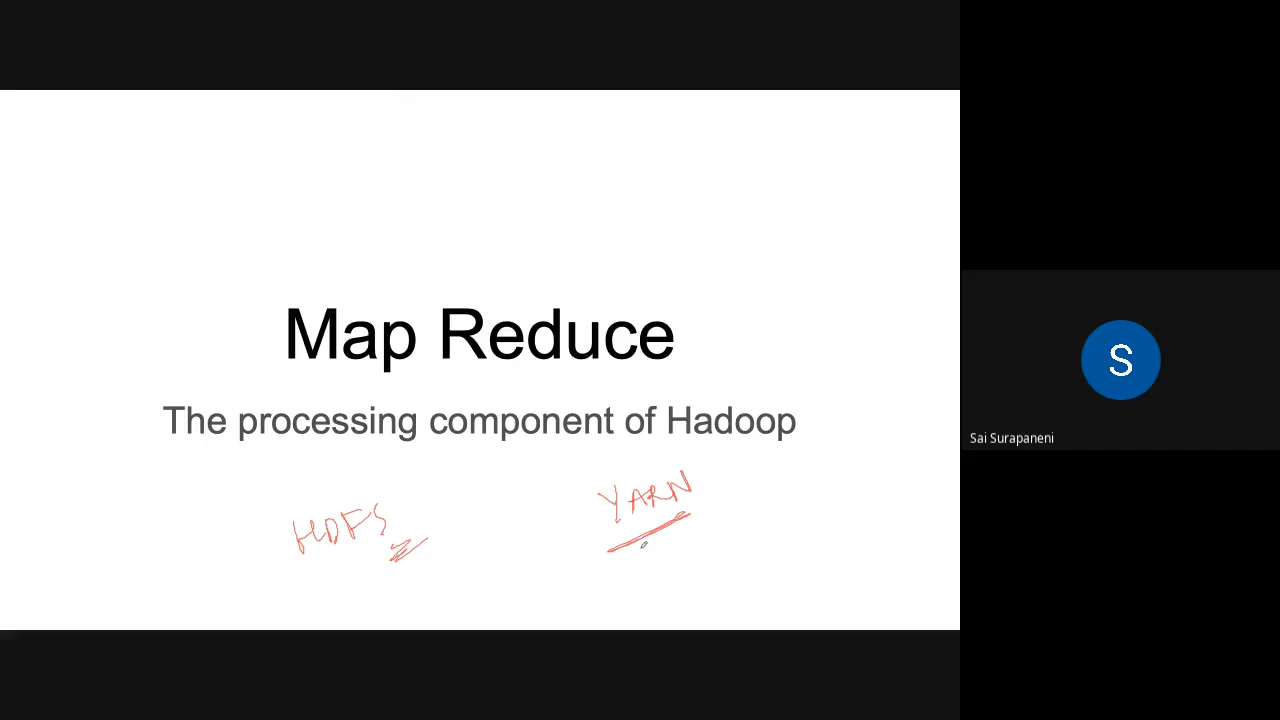 Map Reduce
The processing component of Hadoop
HDFS
YARN
S
Sai Surapaneni